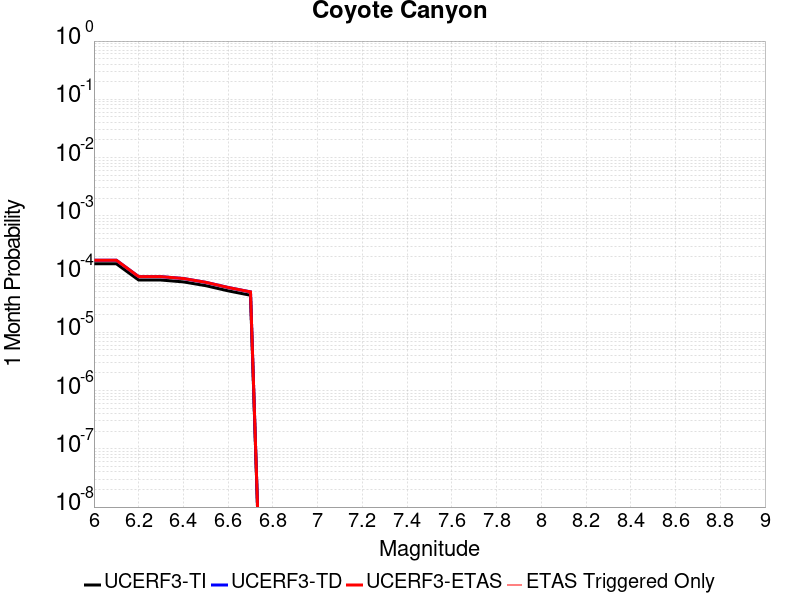 Coyote Canyon
10^0
10^-1
10^-2
10^-3
10^-4
10^-5
10^-6
10^-7
10^-8
1 Month Probability
6 6.2 6.4 6.6 6.8 7 7.2 7.4 7.6 7.8 8 8.2 8.4 8.6 8.8 9
Magnitude
UCERF3-TI UCERF3-TD UCERF3-ETAS ETAS Triggered Only